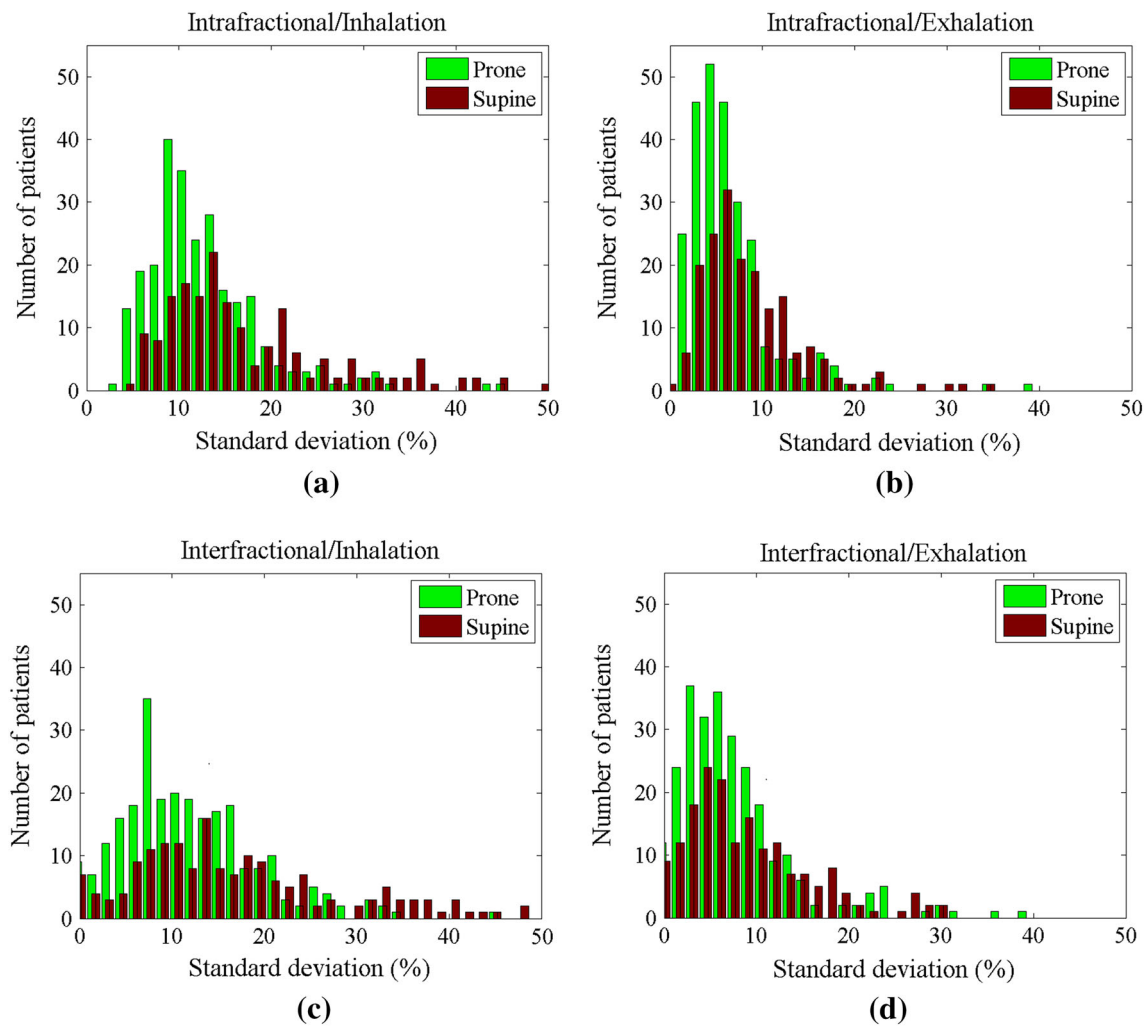 Intrafractional/Inhalation
Prone
Supine
50
40
30
20
10
0
Number of patients
0 10 20 30 40 50
Standard deviation (%)
(a)
Intrafractional/Exhalation
Prone
Supine
50
40
30
20
10
0
Number of patients
0 10 20 30 40 50
Standard deviation (%)
(b)
Interfractional/Inhalation
Prone
Supine
50
40
30
20
10
0
Number of patients
0 10 20 30 40 50
Standard deviation (%)
(c)
Interfractional/Exhalation
Prone
Supine
50
40
30
20
10
0
Number of patients
0 10 20 30 40 50
Standard deviation (%)
(d)